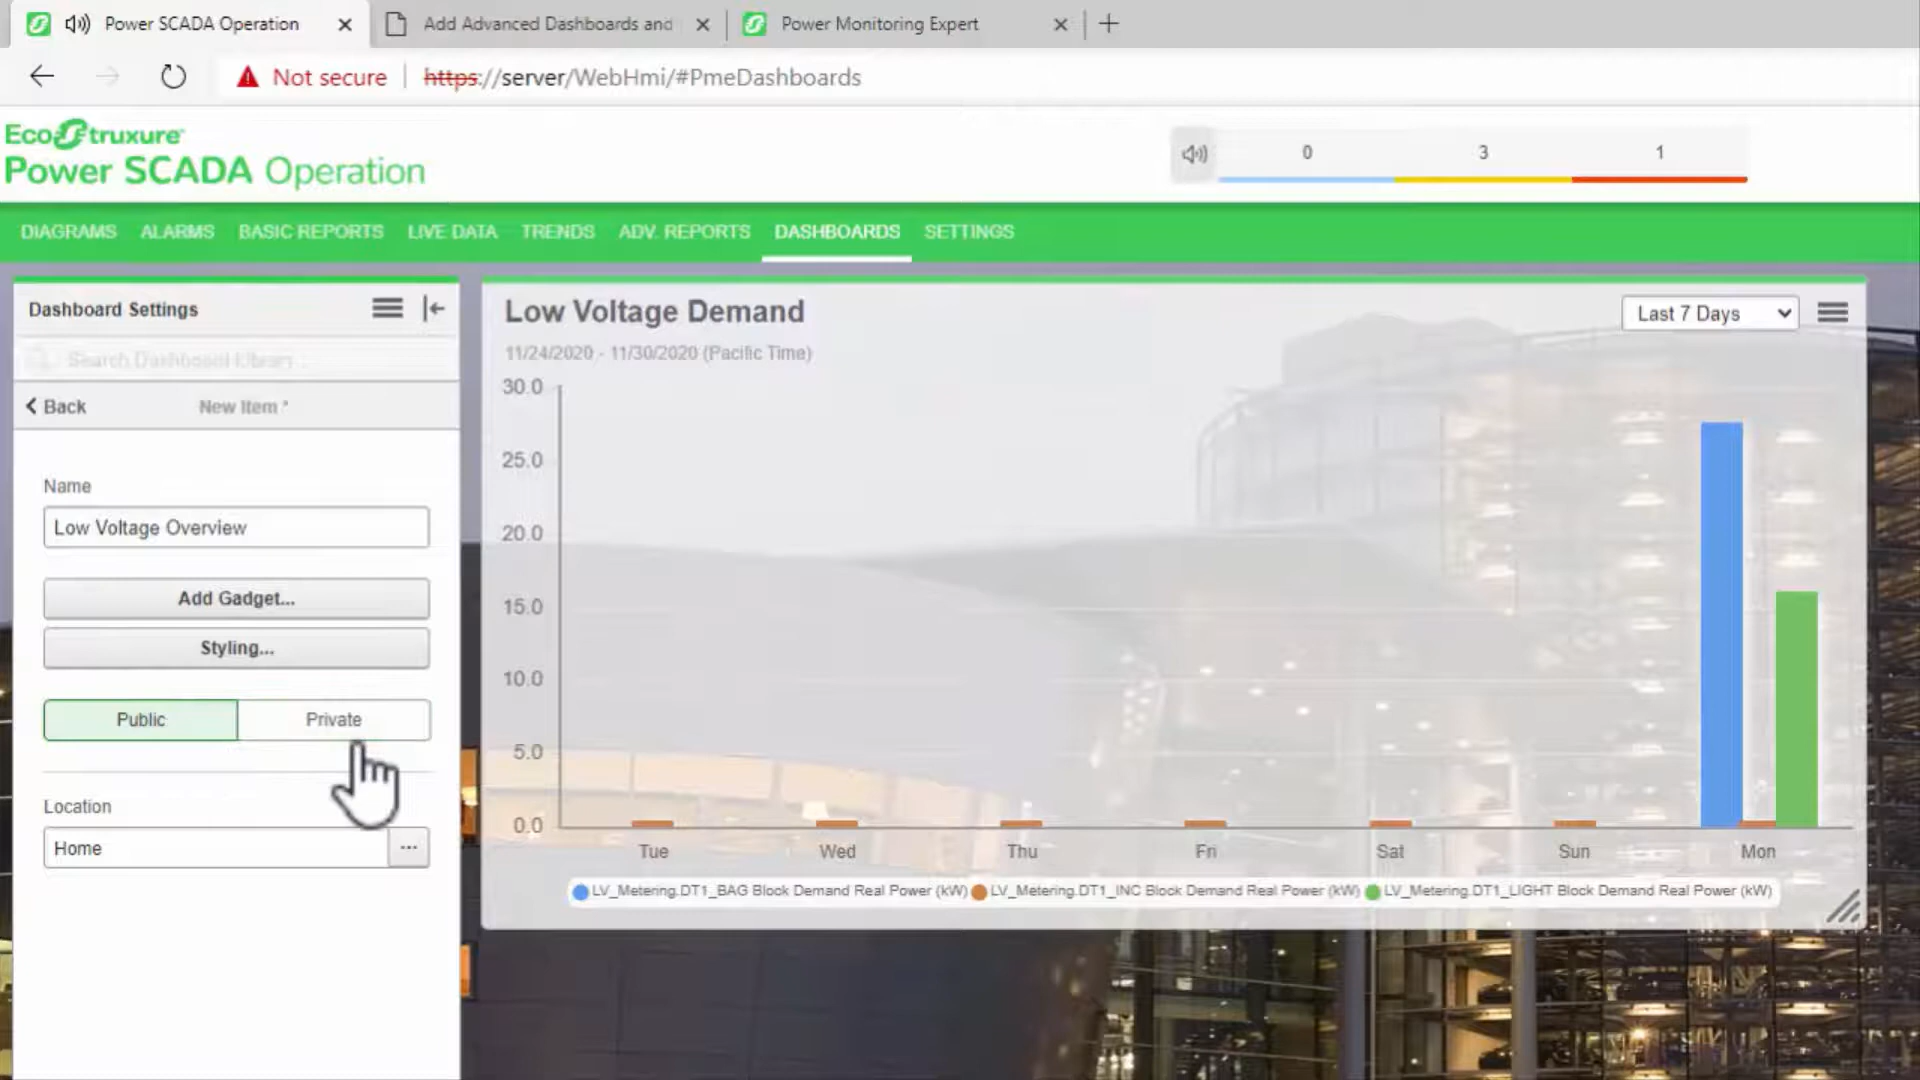 Power SCADA Operation
Add Advanced Dashboards and
Power Monitoring Expert
Not secure
https://server/WebHmi/#PmeDashboards
EcoStruxure
Power SCADA Operation
0 3 1
DIAGRAMS ALARMS BASIC REPORTS LIVE DATA TRENDS ADV. REPORTS DASHBOARDS SETTINGS
Dashboard Settings
Search Dashboard Library ...
Back
New Item *
Name
Low Voltage Overview
Add Gadget...
Styling...
Public Private
Location
Home
...
Low Voltage Demand
Last 7 Days
11/24/2020 - 11/30/2020 (Pacific Time)
30.0
25.0
20.0
15.0
10.0
5.0
0.0
Tue Wed Thu Fri Sat Sun Mon
LV_Metering.DT1_BAG Block Demand Real Power (kW) LV_Metering.DT1_INC Block Demand Real Power (kW) LV_Metering.DT1_LIGHT Block Demand Real Power (kW)